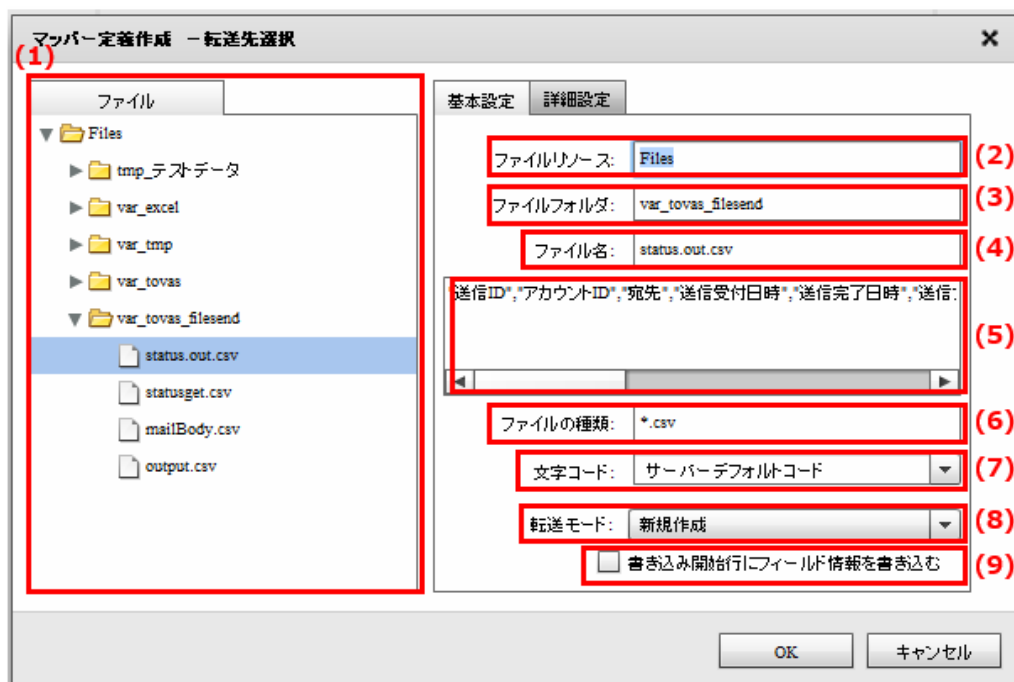 マッパー定義作成 －転送先選択
(1)
ファイル
Files
tmp_テストデータ
var_excel
var_tmp
var_tovas
var_tovas_filesend
status.out.csv
statusget.csv
mailBody.csv
output.csv
基本設定 詳細設定
ファイルリソース: Files (2)
ファイルフォルダ: var_tovas_filesend (3)
ファイル名: status.out.csv (4)
"送信ID","アカウントID","宛先","送信受付日時","送信完了日時","送信
(5)
ファイルの種類: *.csv (6)
文字コード: サーバーデフォルトコード (7)
転送モード: 新規作成 (8)
書き込み開始行にフィールド情報を書き込む (9)
OK キャンセル